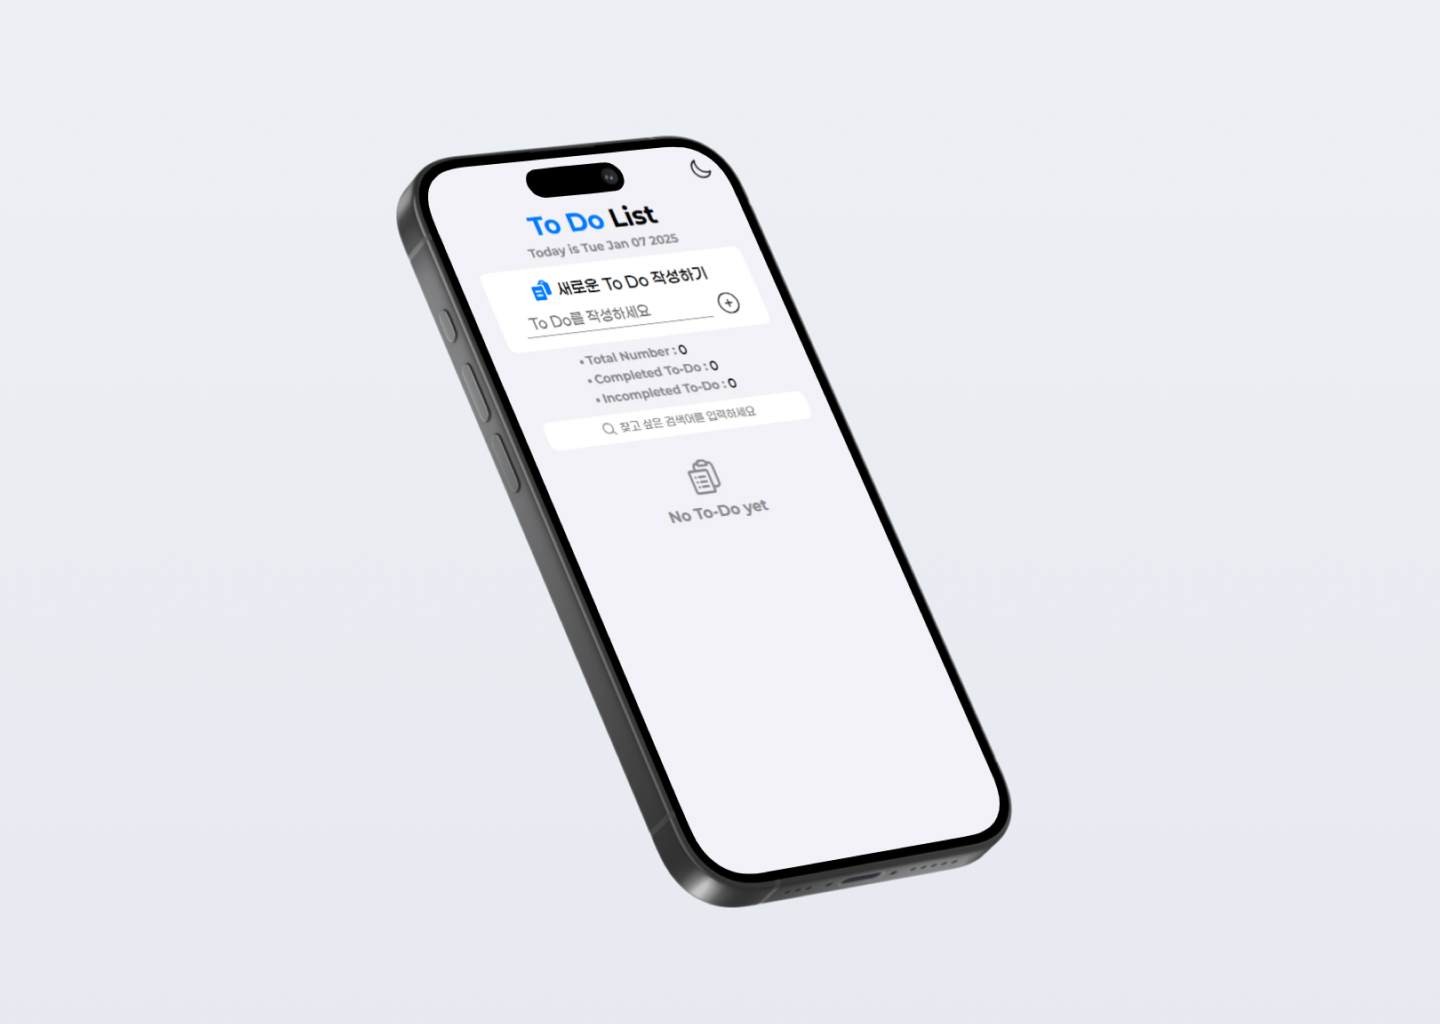 To Do List
Today is Tue Jan 07 2025
새로운 To Do 작성하기
To Do를 작성하세요
• Total Number : 0
• Completed To-Do : 0
• Incompleted To-Do : 0
찾고 싶은 검색어를 입력하세요
No To-Do yet